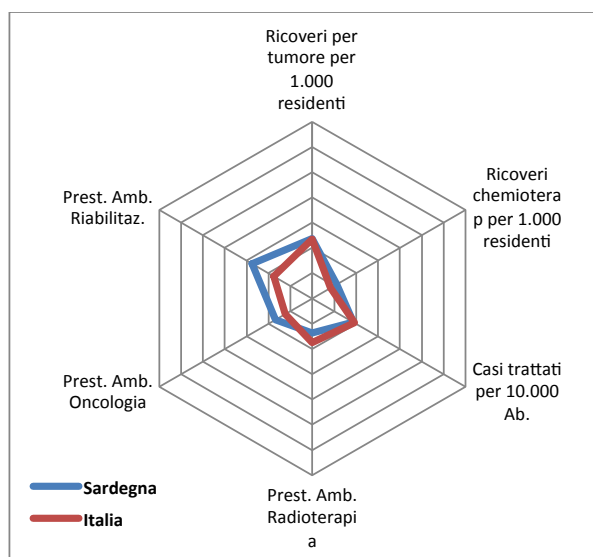 Ricoveri per
tumore per
1.000
residenti
Ricoveri
chemiotera
p per 1.000
residenti
Casi trattati
per 10.000
Ab.
Prest. Amb.
Radioterapi
a
Prest. Amb.
Oncologia
Prest. Amb.
Riabilitaz.
Sardegna
Italia